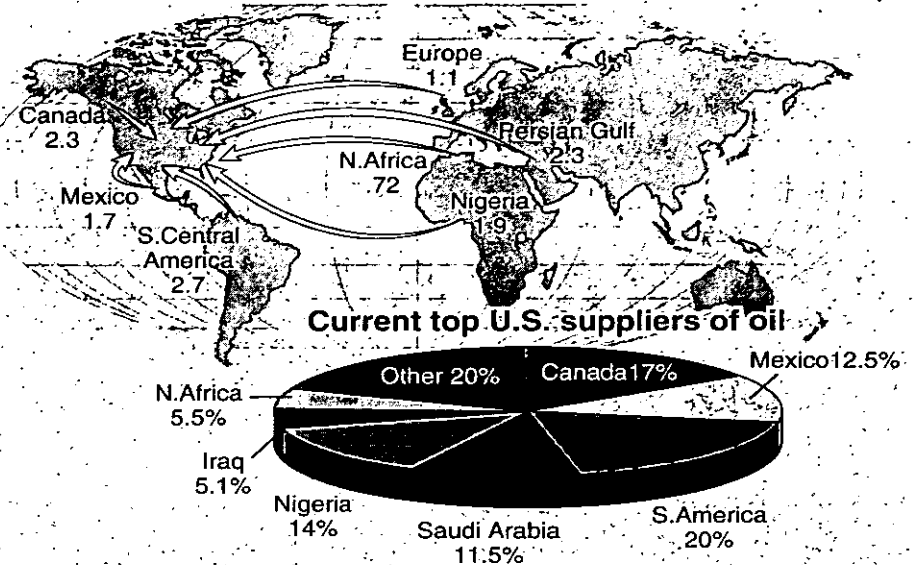 Europe
1.1
Canada
2.3
Persian Gulf
2.3
N.Africa
.72
Mexico
1.7
Nigeria
1.9
S.Central
America
2.7
Current top U.S. suppliers of oil
Other 20%
Canada17%
Mexico12.5%
N.Africa
5.5%
Iraq
5.1%
Nigeria
14%
Saudi Arabia
11.5%
S.America
20%